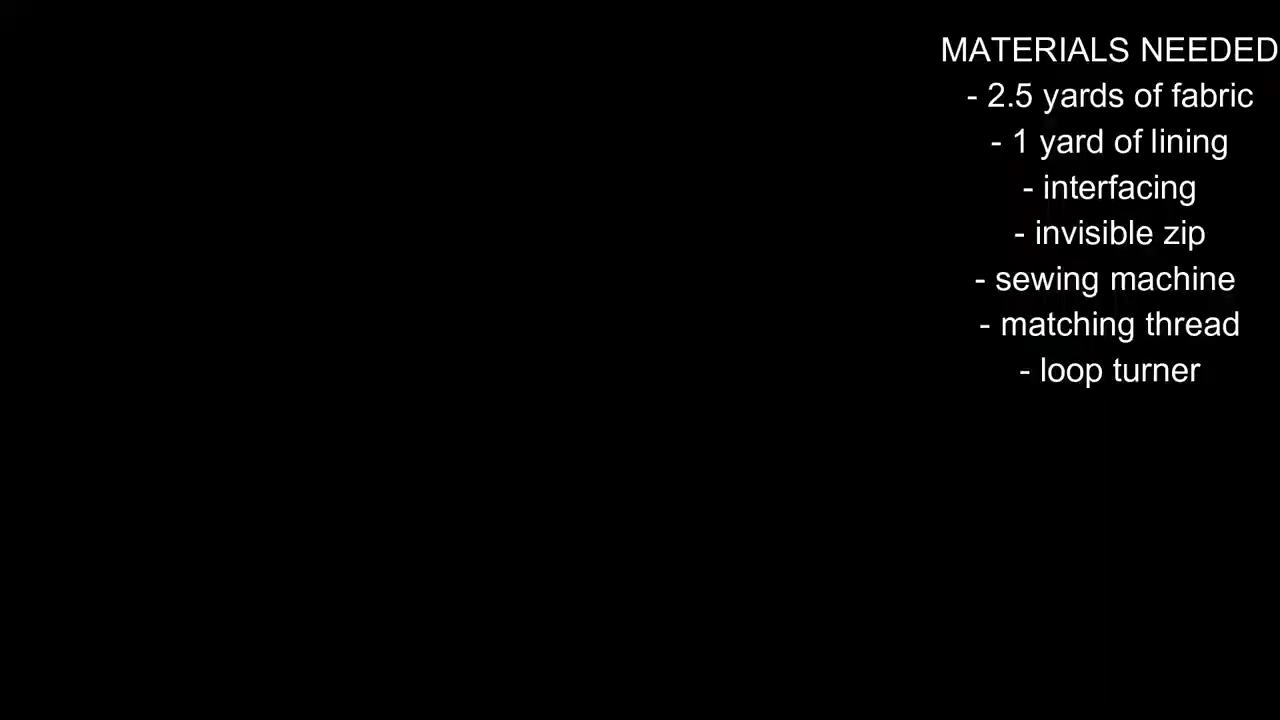 MATERIALS NEEDED
- 2.5 yards of fabric
- 1 yard of lining
- interfacing
- invisible zip
- sewing machine
- matching thread
- loop turner